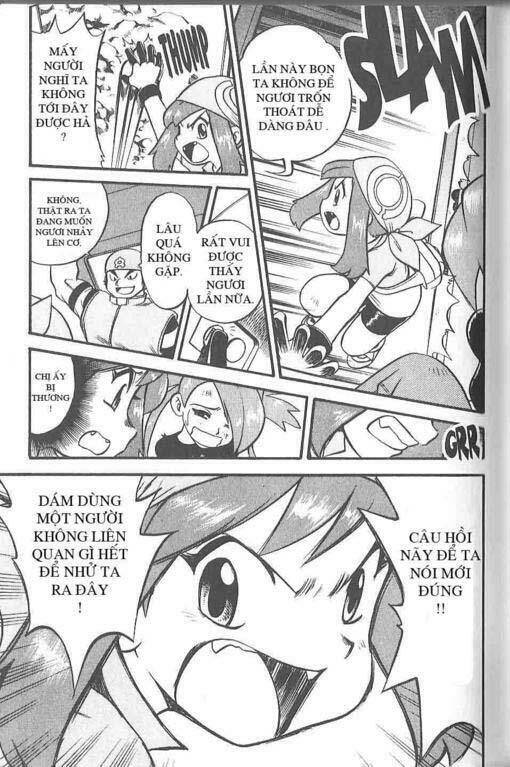 SLAM
LẦN NÀY BỌN
TA KHÔNG ĐỂ
NGƯƠI TRỐN
THOÁT DỄ
DÀNG ĐÂU .
THUMP
MẤY
NGƯỜI
NGHĨ TA
KHÔNG
TỚI ĐÂY
ĐƯỢC HẢ
?
RẤT VUI
ĐƯỢC
THẤY
NGƯƠI
LẦN NỮA.
LÂU
QUÁ
KHÔNG
GẶP.
KHÔNG,
THẬT RA TA
ĐANG MUỐN
NGƯƠI NHẢY
LÊN CƠ.
GRR
CHỊ ẤY
BỊ
THƯƠNG
!
CÂU HỎI
NÃY ĐỂ TA
NÓI MỚI
ĐÚNG
!!
DÁM DÙNG
MỘT NGƯỜI
KHÔNG LIÊN
QUAN GÌ HẾT
ĐỂ NHỬ TA
RA ĐÂY
!